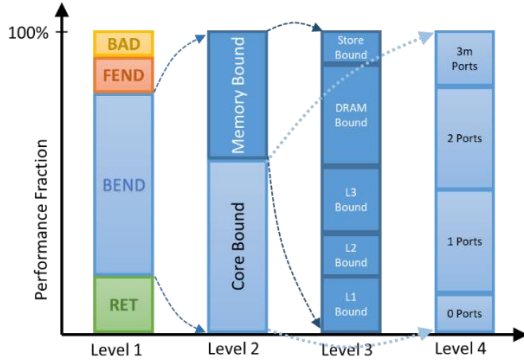 100%
Performance Fraction
BAD
FEND
BEND
RET
Memory Bound
Core Bound
Store
Bound
DRAM
Bound
L3
Bound
L2
Bound
L1
Bound
3m
Ports
2 Ports
1 Ports
0 Ports
Level 1
Level 2
Level 3
Level 4